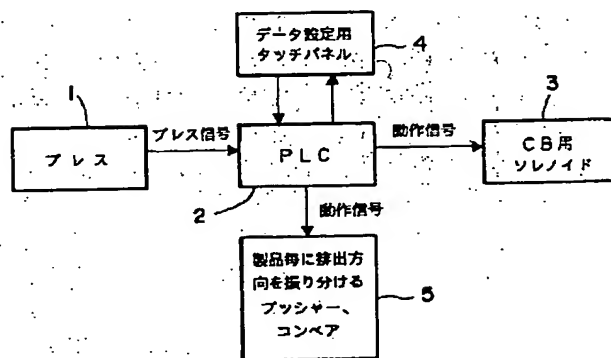 データ設定用
タッチパネル
4
1
プレス
プレス信号
PLC
2
動作信号
3
CB用
ソレノイド
動作信号
製品毎に排出方
向を振り分ける
プッシャー、
コンベア
5